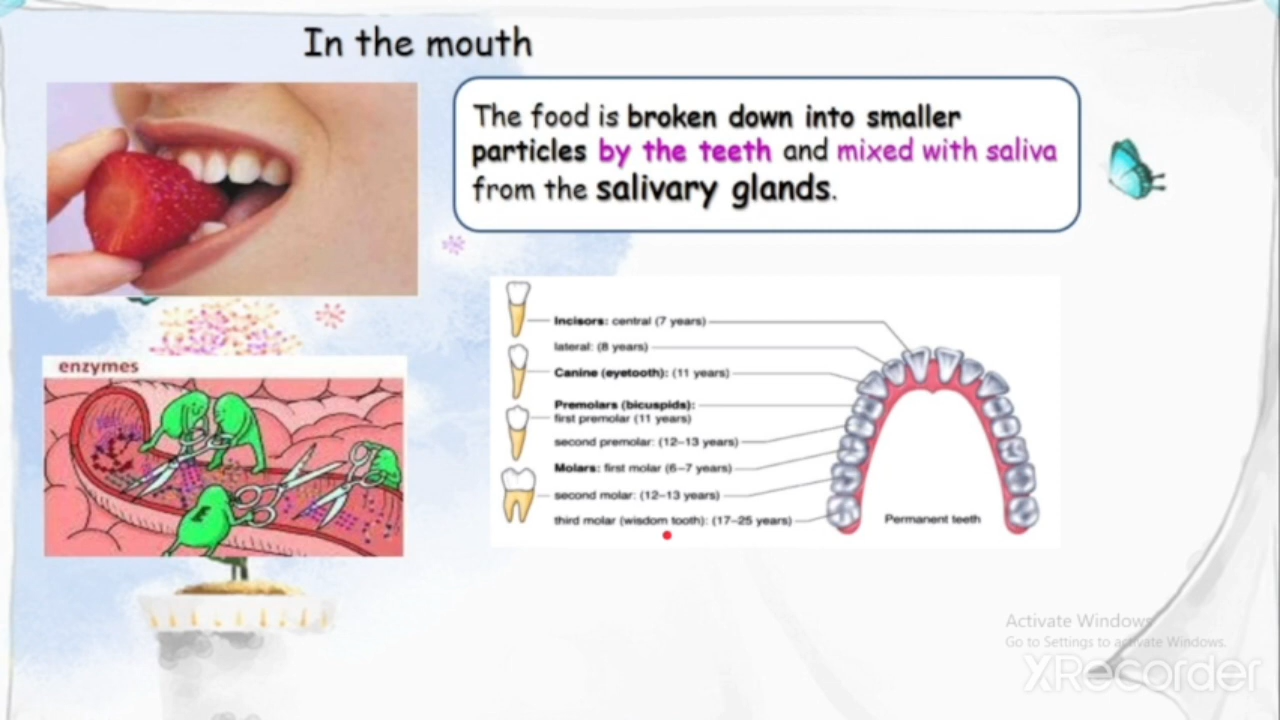 In the mouth
The food is broken down into smaller
particles by the teeth and mixed with saliva
from the salivary glands.
enzymes
Incisors: central (7 years)
lateral: (8 years)
Canine (eyetooth): (11 years)
Premolars (bicuspids):
first premolar (11 years)
second premolar: (12–13 years)
Molars: first molar (6–7 years)
second molar: (12–13 years)
third molar (wisdom tooth): (17–25 years)
Permanent teeth
Activate Windows
Go to Settings to activate Windows.
XRecorder